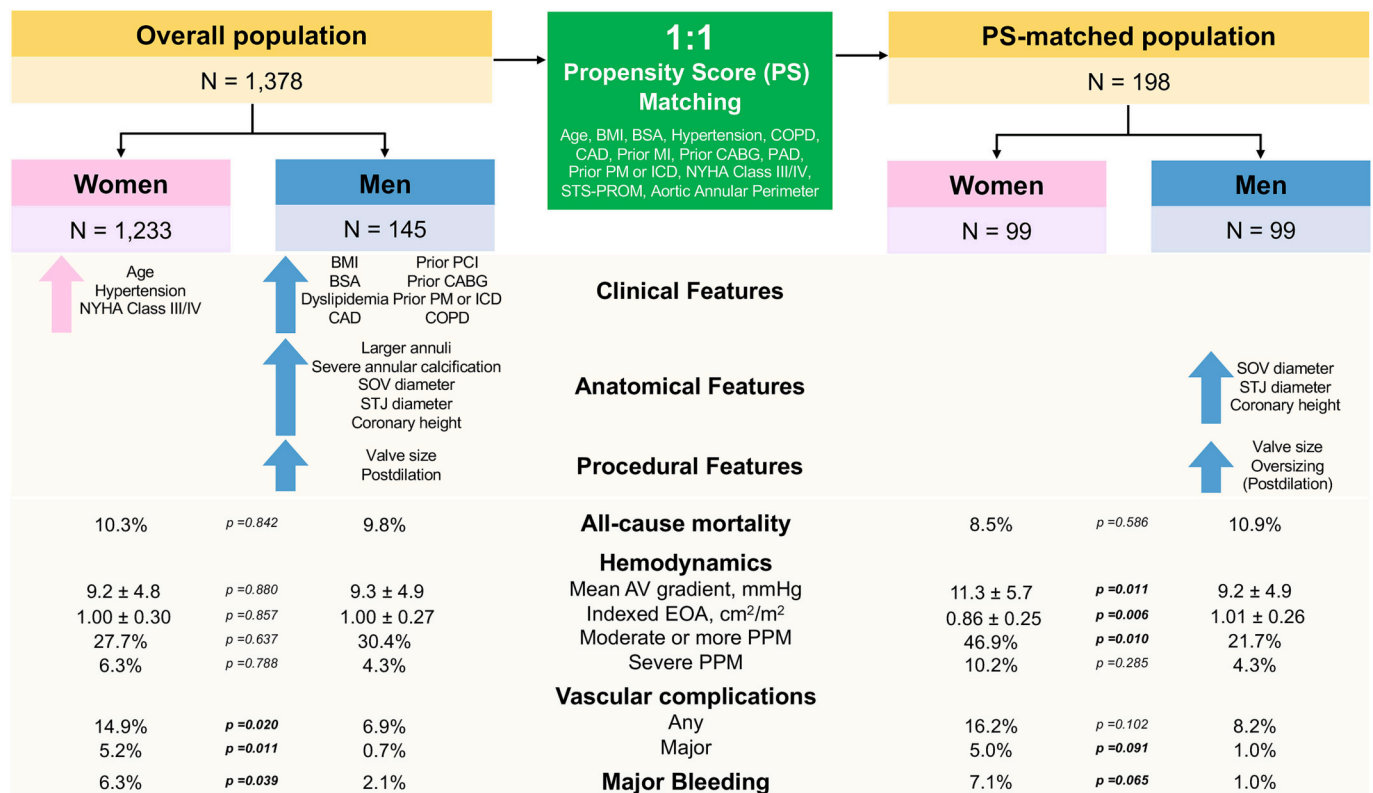 Overall population
N = 1,378
1:1
Propensity Score (PS)
Matching
Age, BMI, BSA, Hypertension, COPD,
CAD, Prior MI, Prior CABG, PAD,
Prior PM or ICD, NYHA Class III/IV,
STS-PROM, Aortic Annular Perimeter
PS-matched population
N = 198
Women
N = 1,233
Men
N = 145
Women
N = 99
Men
N = 99
Age
Hypertension
NYHA Class III/IV
BMI Prior PCI
BSA Prior CABG
Dyslipidemia Prior PM or ICD
CAD COPD
Clinical Features
Larger annuli
Severe annular calcification
SOV diameter
STJ diameter
Coronary height
Anatomical Features
SOV diameter
STJ diameter
Coronary height
Valve size
Postdilation
Procedural Features
Valve size
Oversizing
(Postdilation)
10.3% p =0.842 9.8% All-cause mortality 8.5% p =0.586 10.9%
Hemodynamics
9.2 ± 4.8 p =0.880 9.3 ± 4.9 Mean AV gradient, mmHg 11.3 ± 5.7 p =0.011 9.2 ± 4.9
1.00 ± 0.30 p =0.857 1.00 ± 0.27 Indexed EOA, cm²/m² 0.86 ± 0.25 p =0.006 1.01 ± 0.26
27.7% p =0.637 30.4% Moderate or more PPM 46.9% p =0.010 21.7%
6.3% p =0.788 4.3% Severe PPM 10.2% p =0.285 4.3%
Vascular complications
14.9% p =0.020 6.9% Any 16.2% p =0.102 8.2%
5.2% p =0.011 0.7% Major 5.0% p =0.091 1.0%
6.3% p =0.039 2.1% Major Bleeding 7.1% p =0.065 1.0%